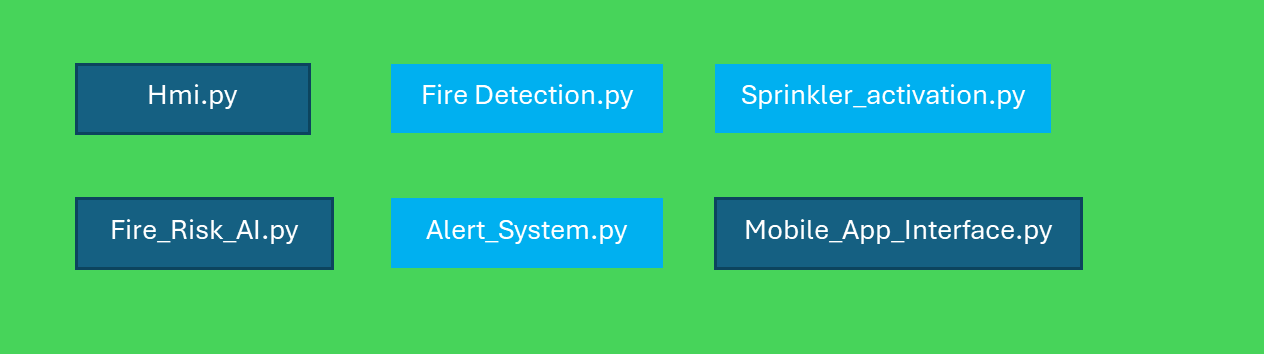 Hmi.py
Fire Detection.py
Sprinkler_activation.py
Fire_Risk_AI.py
Alert_System.py
Mobile_App_Interface.py